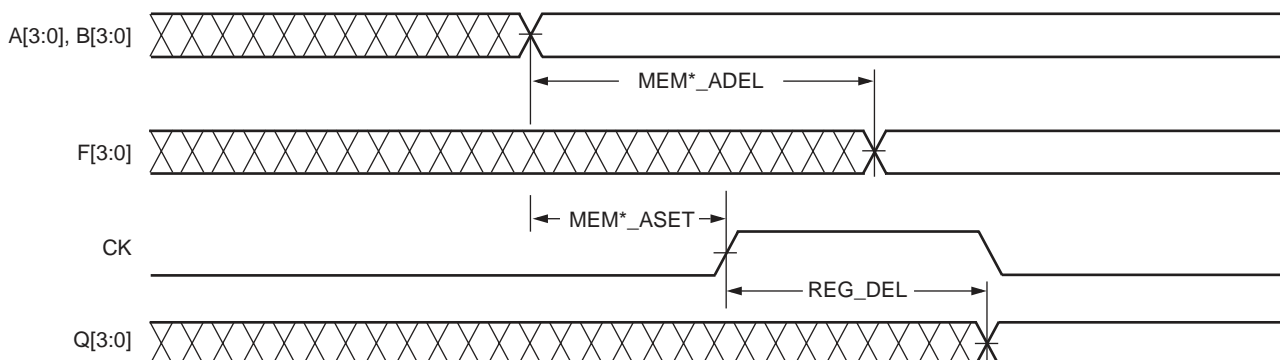 A[3:0], B[3:0]
MEM*_ADEL
F[3:0]
MEM*_ASET
CK
REG_DEL
Q[3:0]